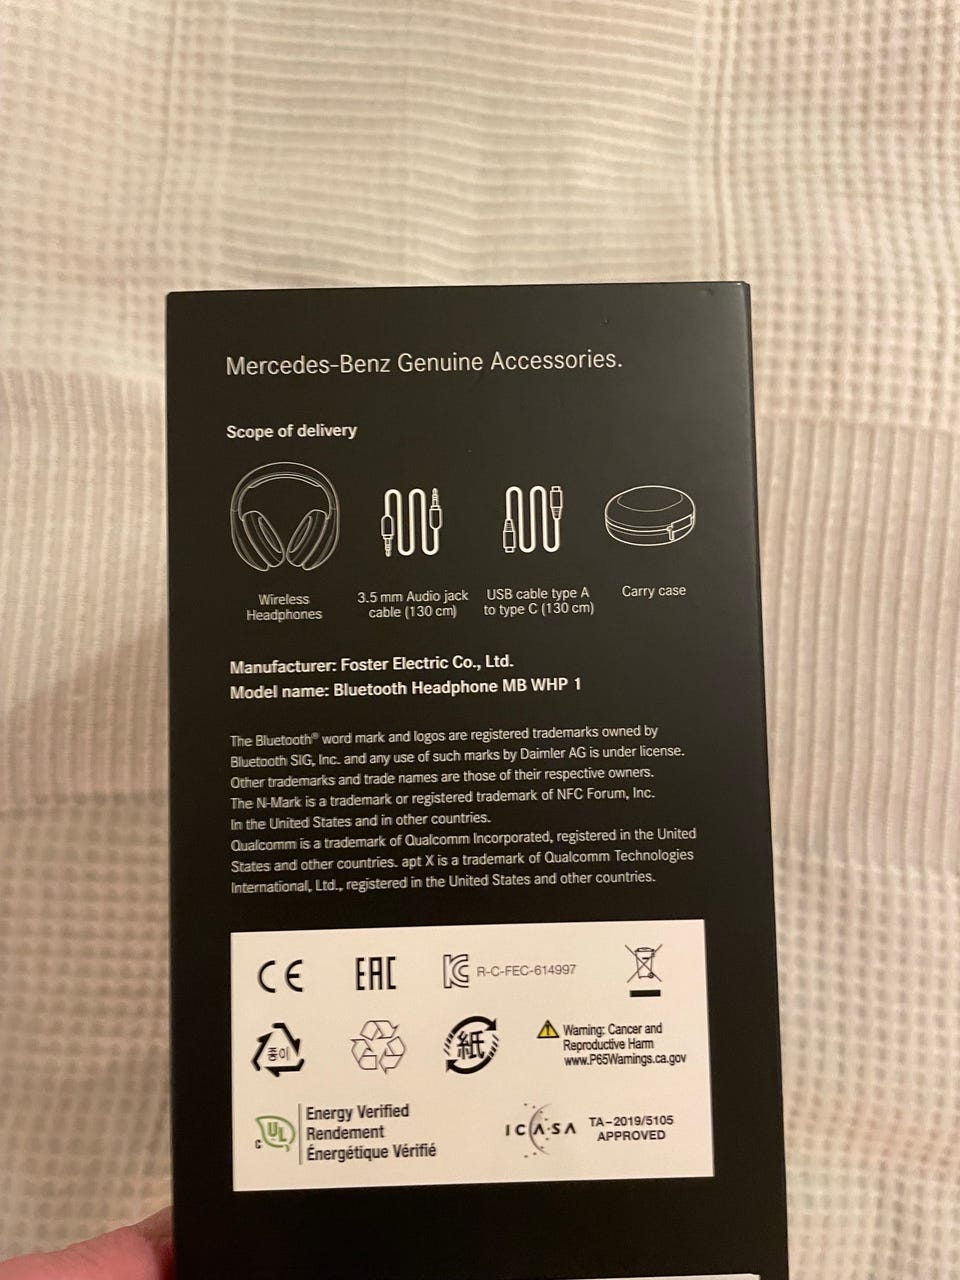 Mercedes-Benz Genuine Accessories.
Scope of delivery
Wireless
Headphones
3.5 mm Audio jack
cable (130 cm)
USB cable type A
to type C (130 cm)
Carry case
Manufacturer: Foster Electric Co., Ltd.
Model name: Bluetooth Headphone MB WHP 1
The Bluetooth® word mark and logos are registered trademarks owned by
Bluetooth SIG, Inc. and any use of such marks by Daimler AG is under license.
Other trademarks and trade names are those of their respective owners.
The N-Mark is a trademark or registered trademark of NFC Forum, Inc.
In the United States and in other countries.
Qualcomm is a trademark of Qualcomm Incorporated, registered in the United
States and other countries. apt X is a trademark of Qualcomm Technologies
International, Ltd., registered in the United States and other countries.
CE
EAC
KC R-C-FEC-614997
종이
紙
Warning: Cancer and
Reproductive Harm
www.P65Warnings.ca.gov
c UL
Energy Verified
Rendement
Énergétique Vérifié
ICASA
TA-2019/5105
APPROVED